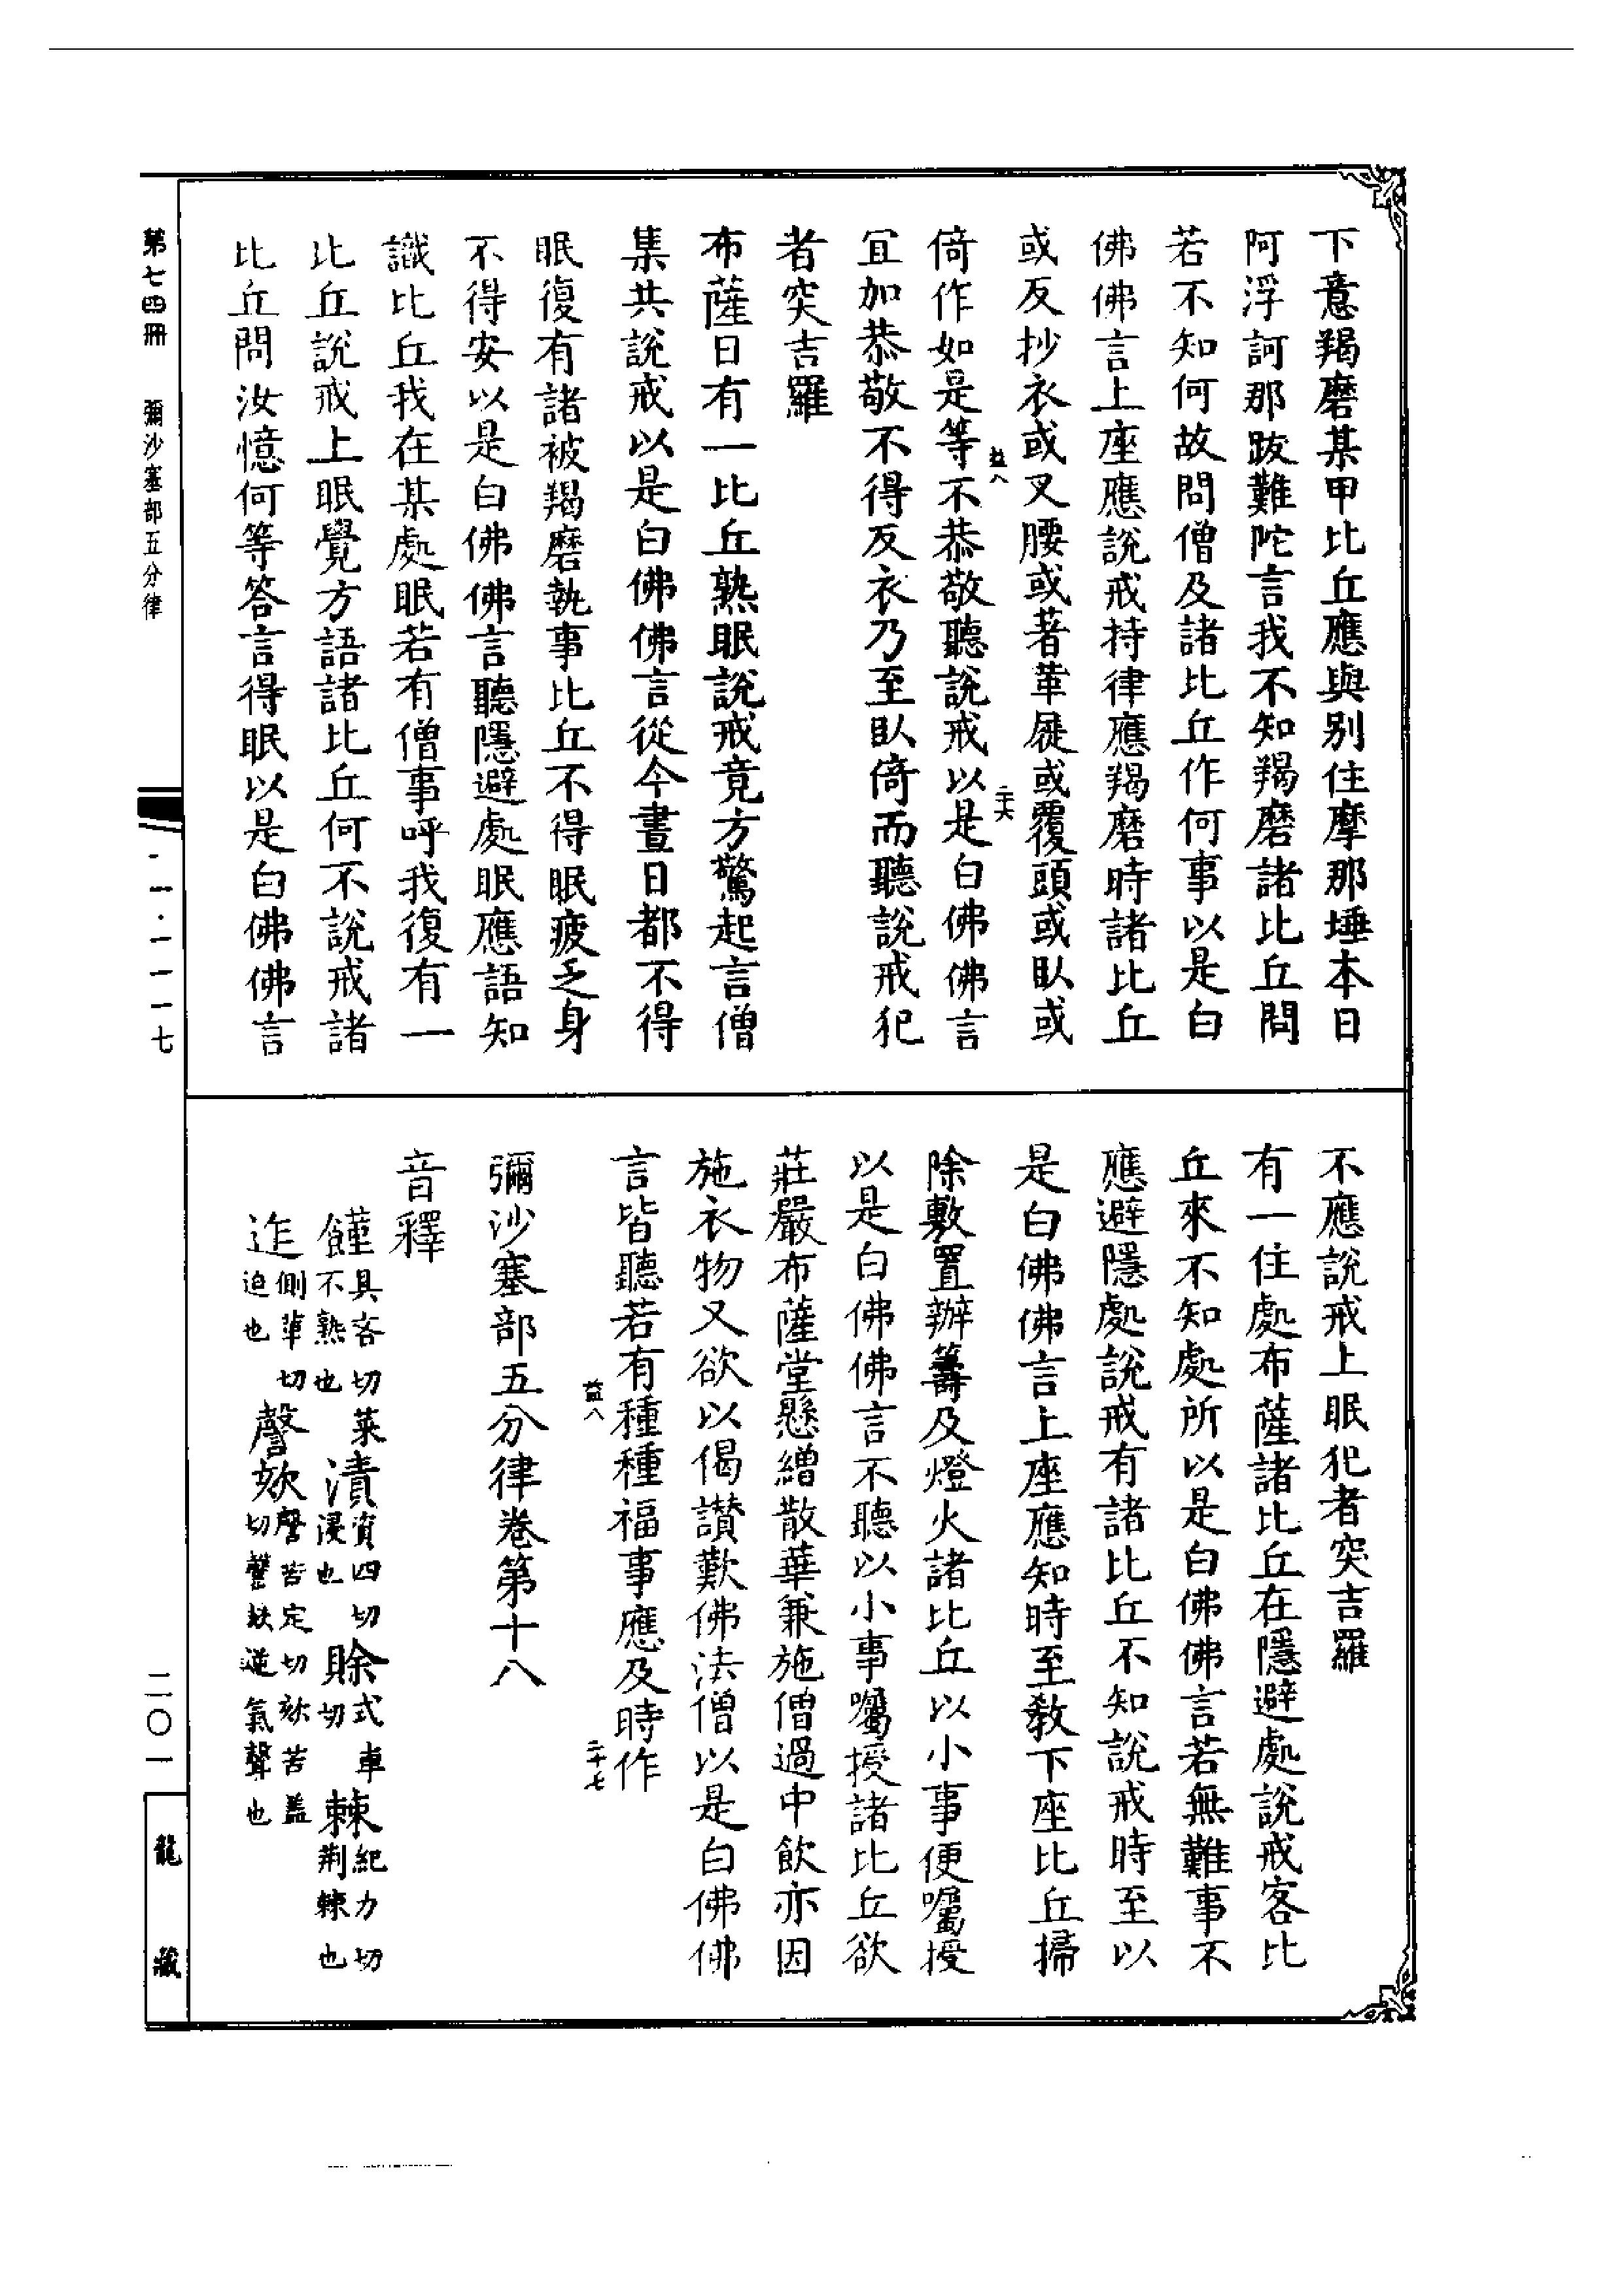 下意羯磨某甲比丘應與別住摩那埵本日
阿浮訶那跋難陀言我不知羯磨諸比丘問
若不知何故問僧及諸比丘作何事以是白
佛佛言上座應說戒持律應羯磨時諸比丘
或反抄衣或叉腰或著革屣或覆頭或臥或
倚作如是等不恭敬聽說戒以是白佛佛言
宜加恭敬不得反衣乃至臥倚而聽說戒犯
者突吉羅
布薩日有一比丘熟眠說戒竟方驚起言僧
集共說戒以是白佛佛言從今晝日都不得
眠復有諸被羯磨執事比丘不得眠疲乏身
不得安以是白佛佛言聽隱避處眠應語知
識比丘我在某處眠若有僧事呼我復有一
比丘說戒上眠覺方語諸比丘何不說戒諸
比丘問汝憶何等答言得眠以是白佛佛言
益八
二十六
不應說戒上眠犯者突吉羅
有一住處布薩諸比丘在隱避處說戒客比
丘來不知處所以是白佛佛言若無難事不
應避隱處說戒有諸比丘不知說戒時至以
是白佛佛言上座應知時至教下座比丘掃
除敷置辦籌及燈火諸比丘以小事便囑授
以是白佛佛言不聽以小事囑授諸比丘欲
莊嚴布薩堂懸繒散華兼施僧過中飲亦因
施衣物又欲以偈讚歎佛法僧以是白佛佛
言皆聽若有種種福事應及時作
益八
二十七
彌沙塞部五分律卷第十八
音釋
饉具吝切菜不熟也 漬資四切浸也 賖式車切 棘紀力切荆棘也
迮側革切迫也 謦欬謦苦定切欬苦蓋切謦欬逆氣聲也
第七四冊 彌沙塞部五分律
一一·一一一七
二〇一
龍藏